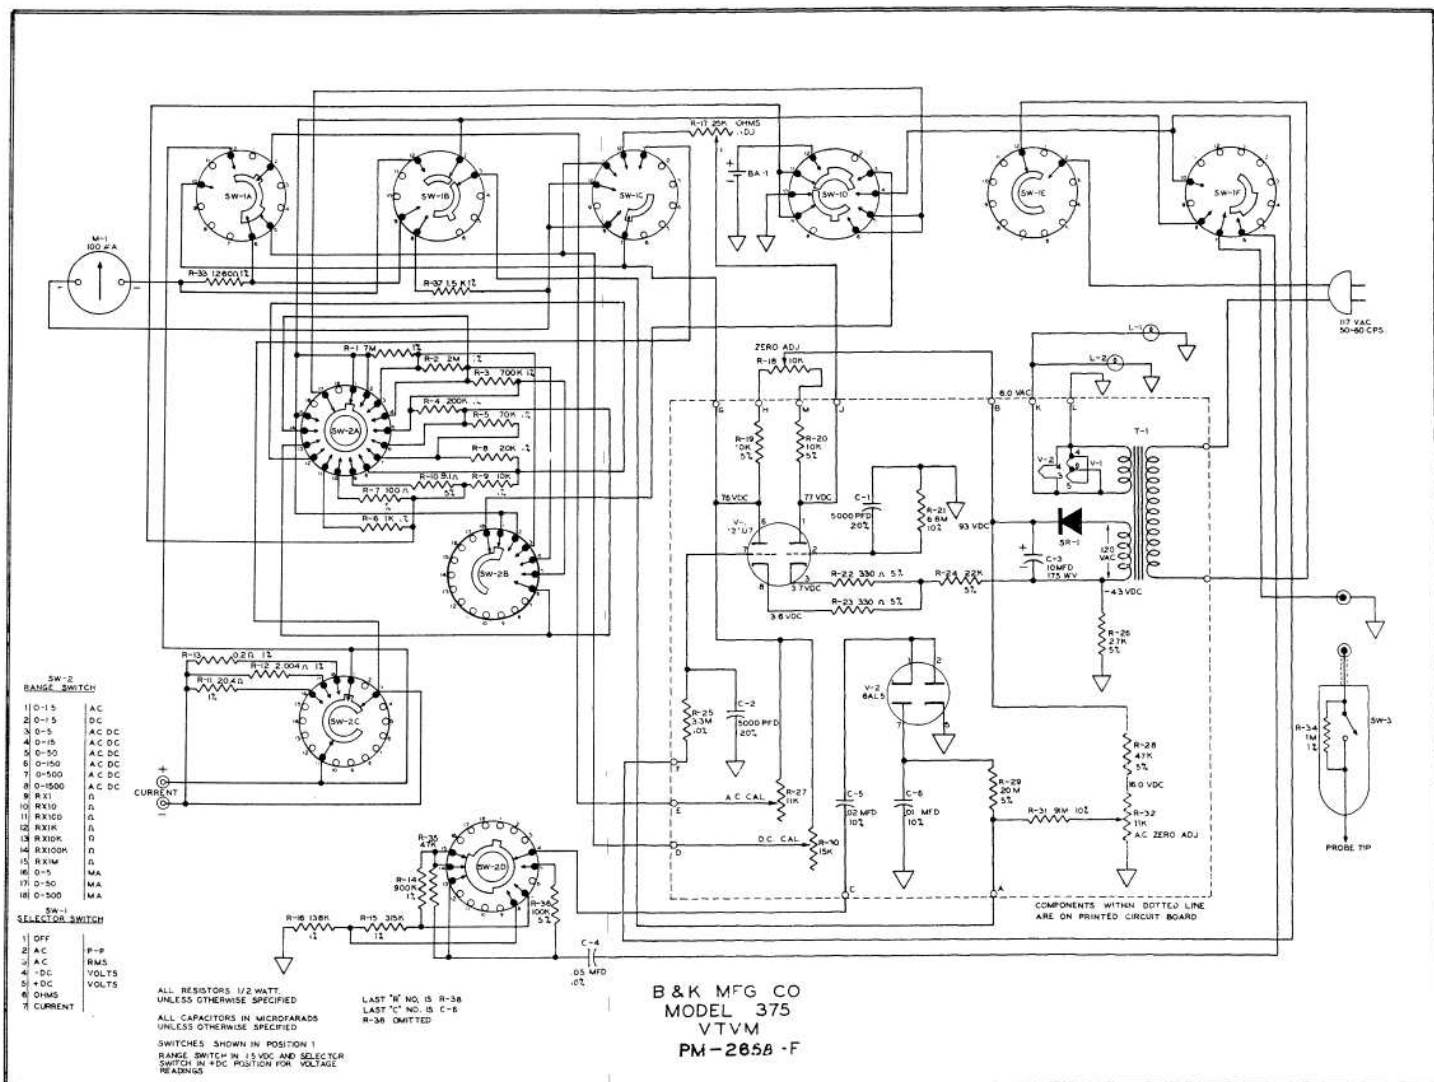 R-17 25K OHMS
ADJ
SW-1A
SW-1B
SW-1C
BA-1
SW-1D
SW-1E
SW-1F
M-1
R-33 1260Ω 1%
R-37 1.5 K 1%
117 VAC
50-60 CPS.
L-1
L-2
ZERO ADJ
R-18 10K
R-1 7M 1%
R-2 2M 1%
R-3 700K 1%
R-4 200K 1%
R-5 70K 1%
R-8 20K 1%
R-10 9.1Ω
5%
R-9 10K
1%
R-7 100Ω
R-6 1K 1%
SW-2A
SW-2B
6.0 VAC
G
H
M
J
B
K
L
T-1
R-19
10K
5%
R-20
10K
5%
V-2
V-1
76 VDC
77 VDC
C-1
5000 PFD
20%
R-21
6.8M
10%
93 VDC
SR-1
120
VAC
C-3
10MFD
175 WV
R-22 330 Ω 5%
R-24 22K
5%
3.7VDC
R-23 330 Ω 5%
3.6 VDC
-43 VDC
R-26
27K
5%
R-13 0.2Ω 1%
R-12 2.004Ω 1%
R-11 20.4Ω
1%
SW-2C
+
CURRENT
-
V-2
6AL5
R-25
3.3M
10%
C-2
5000 PFD
20%
R-28
47K
5%
16.0 VDC
R-34
1M
1%
SW-3
PROBE TIP
F
E
D
A C CAL
R-27
11K
D.C. CAL
R-30
15K
C-5
.02 MFD
10%
C-6
.01 MFD
10%
R-29
20 M
5%
R-31 91M 10%
R-32
11K
A.C ZERO ADJ
C
A
COMPONENTS WITHIN DOTTED LINE
ARE ON PRINTED CIRCUIT BOARD
R-35
47K
R-14
900K
1%
SW-2D
R-36
100K
5%
R-16 138K
1%
R-15 315K
1%
C-4
.05 MFD
10%
SW-2
RANGE SWITCH
1 0-1.5 AC
2 0-1.5 DC
3 0-5 AC DC
4 0-15 AC DC
5 0-50 AC DC
6 0-150 AC DC
7 0-500 AC DC
8 0-1500 AC DC
9 RX1 Ω
10 RX10 Ω
11 RX100 Ω
12 RX1K Ω
13 RX10K Ω
14 RX100K Ω
15 RX1M Ω
16 0-5 MA
17 0-50 MA
18 0-500 MA
SW-1
SELECTOR SWITCH
1 OFF
2 AC P-P
3 AC RMS
4 -DC VOLTS
5 +DC VOLTS
6 OHMS
7 CURRENT
ALL RESISTORS 1/2 WATT.
UNLESS OTHERWISE SPECIFIED
ALL CAPACITORS IN MICROFARADS
UNLESS OTHERWISE SPECIFIED
SWITCHES SHOWN IN POSITION 1
RANGE SWITCH IN 1.5 VDC AND SELECTOR
SWITCH IN +DC POSITION FOR VOLTAGE
READINGS
LAST "R" NO. IS R-38
LAST "C" NO. IS C-6
R-38 OMITTED
B & K MFG CO
MODEL 375
VTVM
PM-265B-F